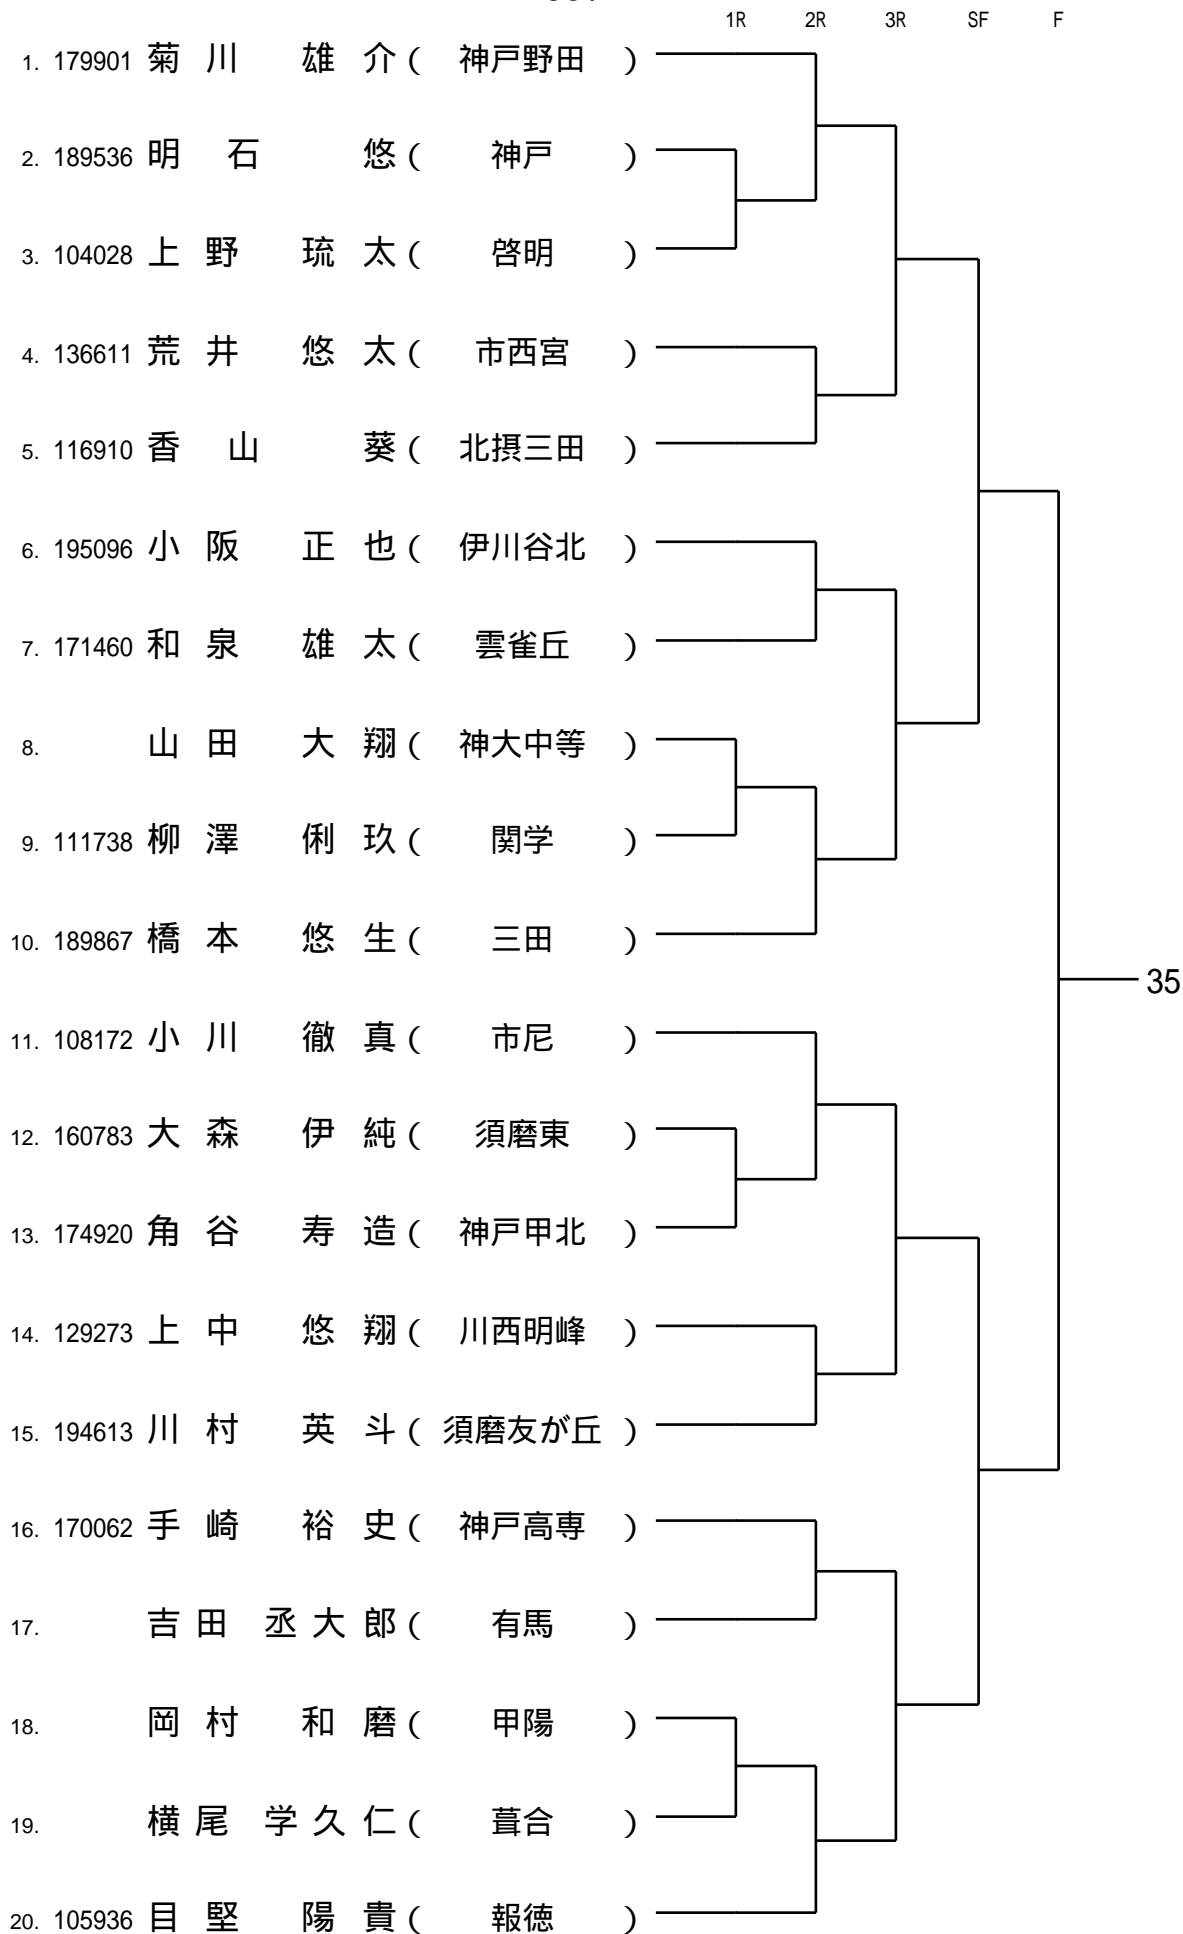 1R 2R 3R SF F
1. 179901 菊川 雄介 ( 神戸野田 )
2. 189536 明石 悠 ( 神戸 )
3. 104028 上野 琉太 ( 啓明 )
4. 136611 荒井 悠太 ( 市西宮 )
5. 116910 香山 葵 ( 北摂三田 )
6. 195096 小阪 正也 ( 伊川谷北 )
7. 171460 和泉 雄太 ( 雲雀丘 )
8. 山田 大翔 ( 神大中等 )
9. 111738 柳澤 俐玖 ( 関学 )
10. 189867 橋本 悠生 ( 三田 )
35
11. 108172 小川 徹真 ( 市尼 )
12. 160783 大森 伊純 ( 須磨東 )
13. 174920 角谷 寿造 ( 神戸甲北 )
14. 129273 上中 悠翔 ( 川西明峰 )
15. 194613 川村 英斗 ( 須磨友が丘 )
16. 170062 手崎 裕史 ( 神戸高専 )
17. 吉田 丞大郎 ( 有馬 )
18. 岡村 和磨 ( 甲陽 )
19. 横尾 学久仁 ( 葺合 )
20. 105936 目堅 陽貴 ( 報徳 )